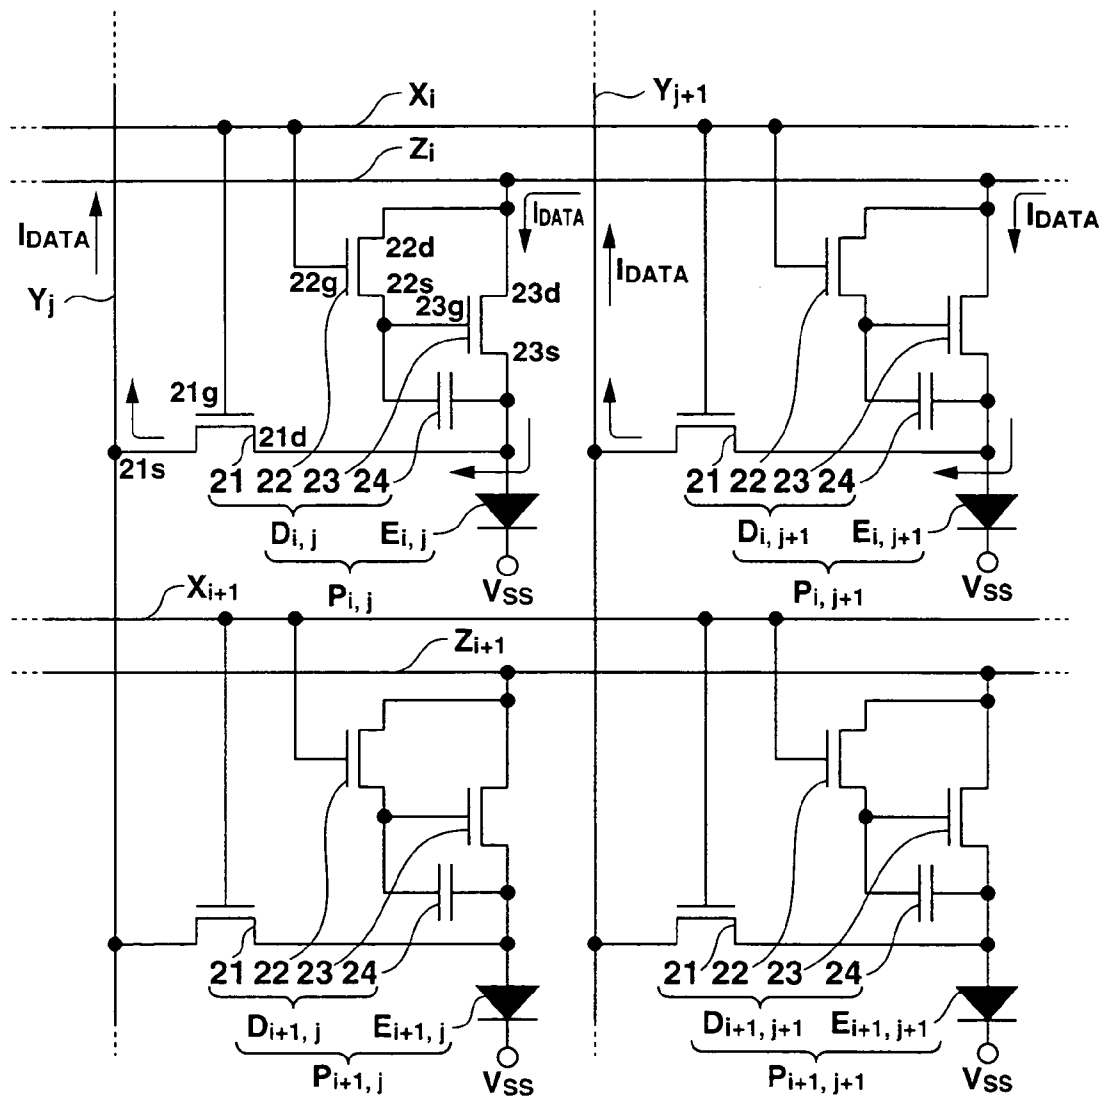 Xi
Yj+1
Zi
IDATA
IDATA
IDATA
IDATA
22d
22g
22s
23g
23d
Yj
23s
21g
21d
21s
21 22 23 24
21 22 23 24
Di, j
Ei, j
Di, j+1
Ei, j+1
Pi, j
VSS
Pi, j+1
VSS
Xi+1
Zi+1
21 22 23 24
21 22 23 24
Di+1, j
Ei+1, j
Di+1, j+1
Ei+1, j+1
Pi+1, j
VSS
Pi+1, j+1
VSS